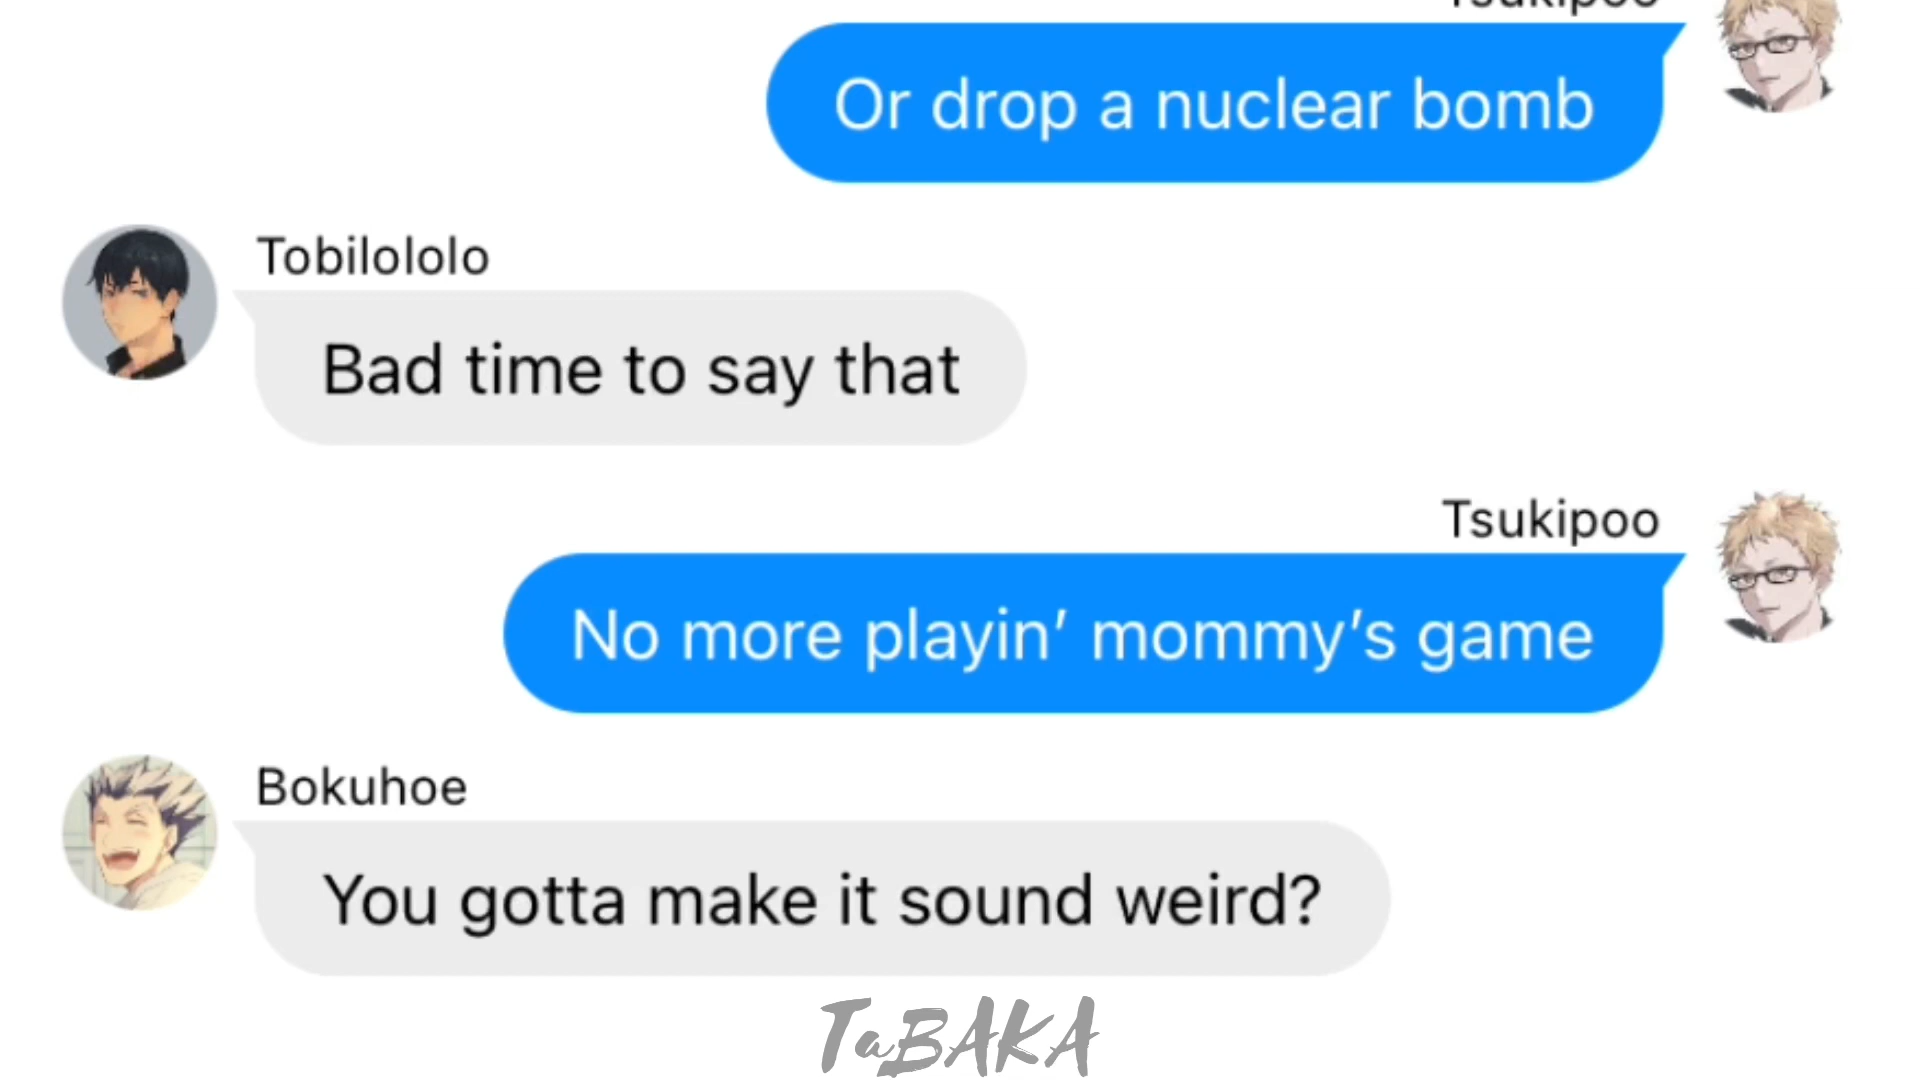 Tsukipoo
Or drop a nuclear bomb
Tobilololo
Bad time to say that
Tsukipoo
No more playin’ mommy’s game
Bokuhoe
You gotta make it sound weird?
TaBAKA